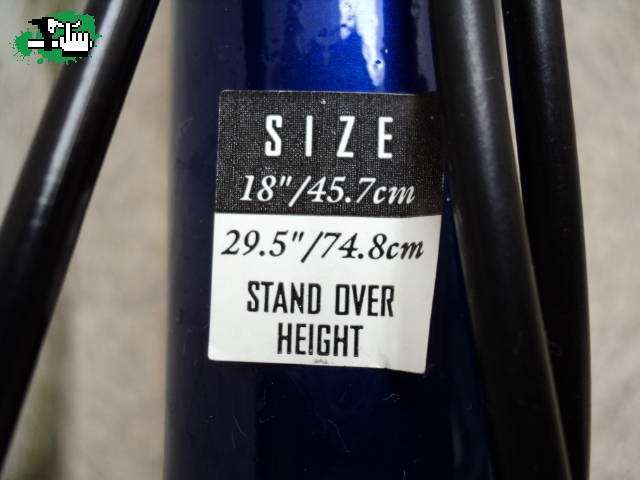 SIZE
18"/45.7cm
29.5"/74.8cm
STAND OVER
HEIGHT